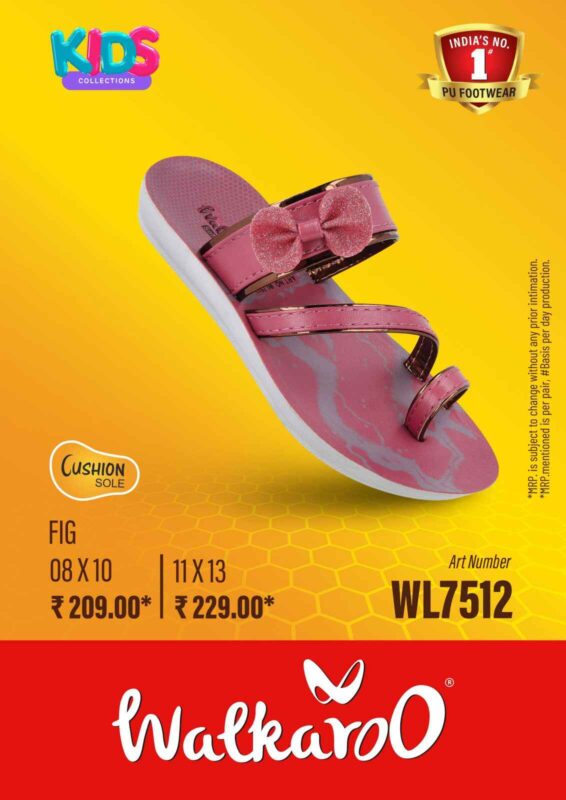 KIDS
COLLECTIONS
INDIA'S NO.
1#
PU FOOTWEAR
*MRP. is subject to change without any prior intimation.
*MRP.mentioned is per pair, #Basis per day production.
CUSHION
SOLE
FIG
08 X 10
₹ 209.00*
11 X 13
₹ 229.00*
Art Number
WL7512
Walkaroo®